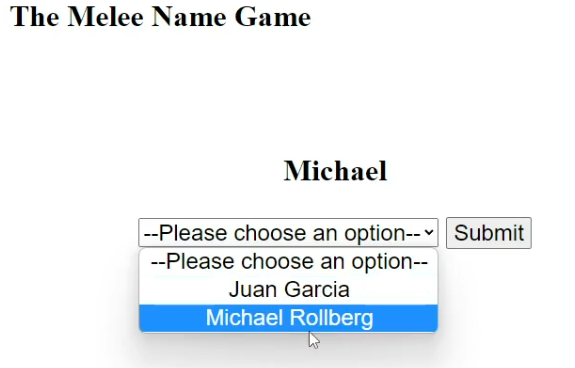 The Melee Name Game
Michael
--Please choose an option-- Submit
--Please choose an option--
Juan Garcia
Michael Rollberg